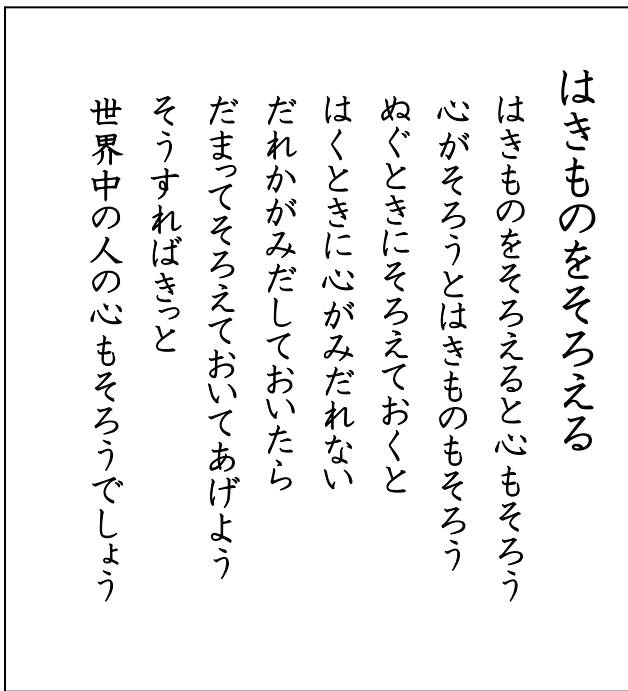 はきものをそろえる
はきものをそろえると心もそろう
心がそろうとはきものもそろう
ぬぐときにそろえておくと
はくときに心がみだれない
だれかがみだしておいたら
だまってそろえておいてあげよう
そうすればきっと
世界中の人の心もそろうでしょう